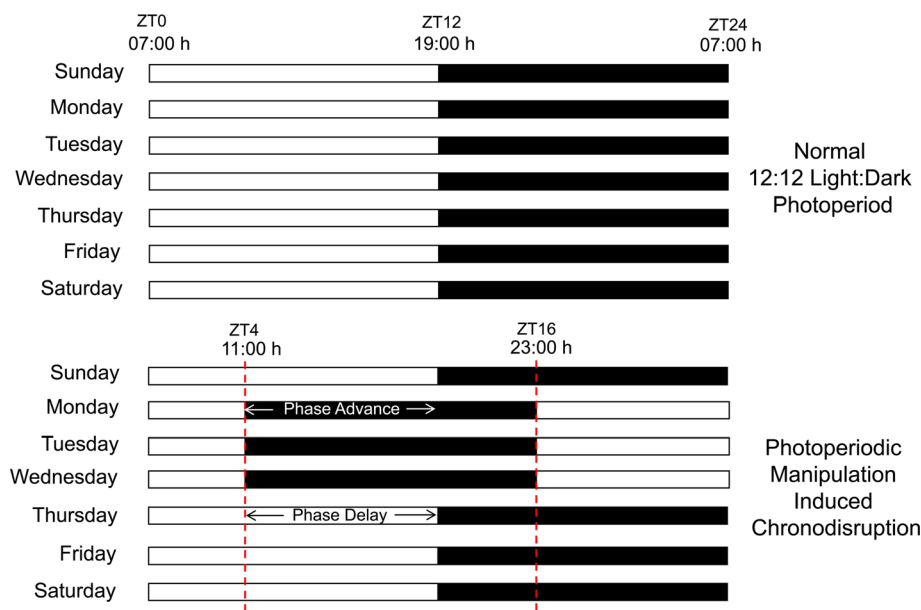 ZT0
07:00 h
ZT12
19:00 h
ZT24
07:00 h
Sunday
Monday
Tuesday
Wednesday
Thursday
Friday
Saturday
Normal
12:12 Light:Dark
Photoperiod
ZT4
11:00 h
ZT16
23:00 h
Sunday
Monday
Phase Advance
Tuesday
Wednesday
Thursday
Phase Delay
Friday
Saturday
Photoperiodic
Manipulation
Induced
Chronodisruption